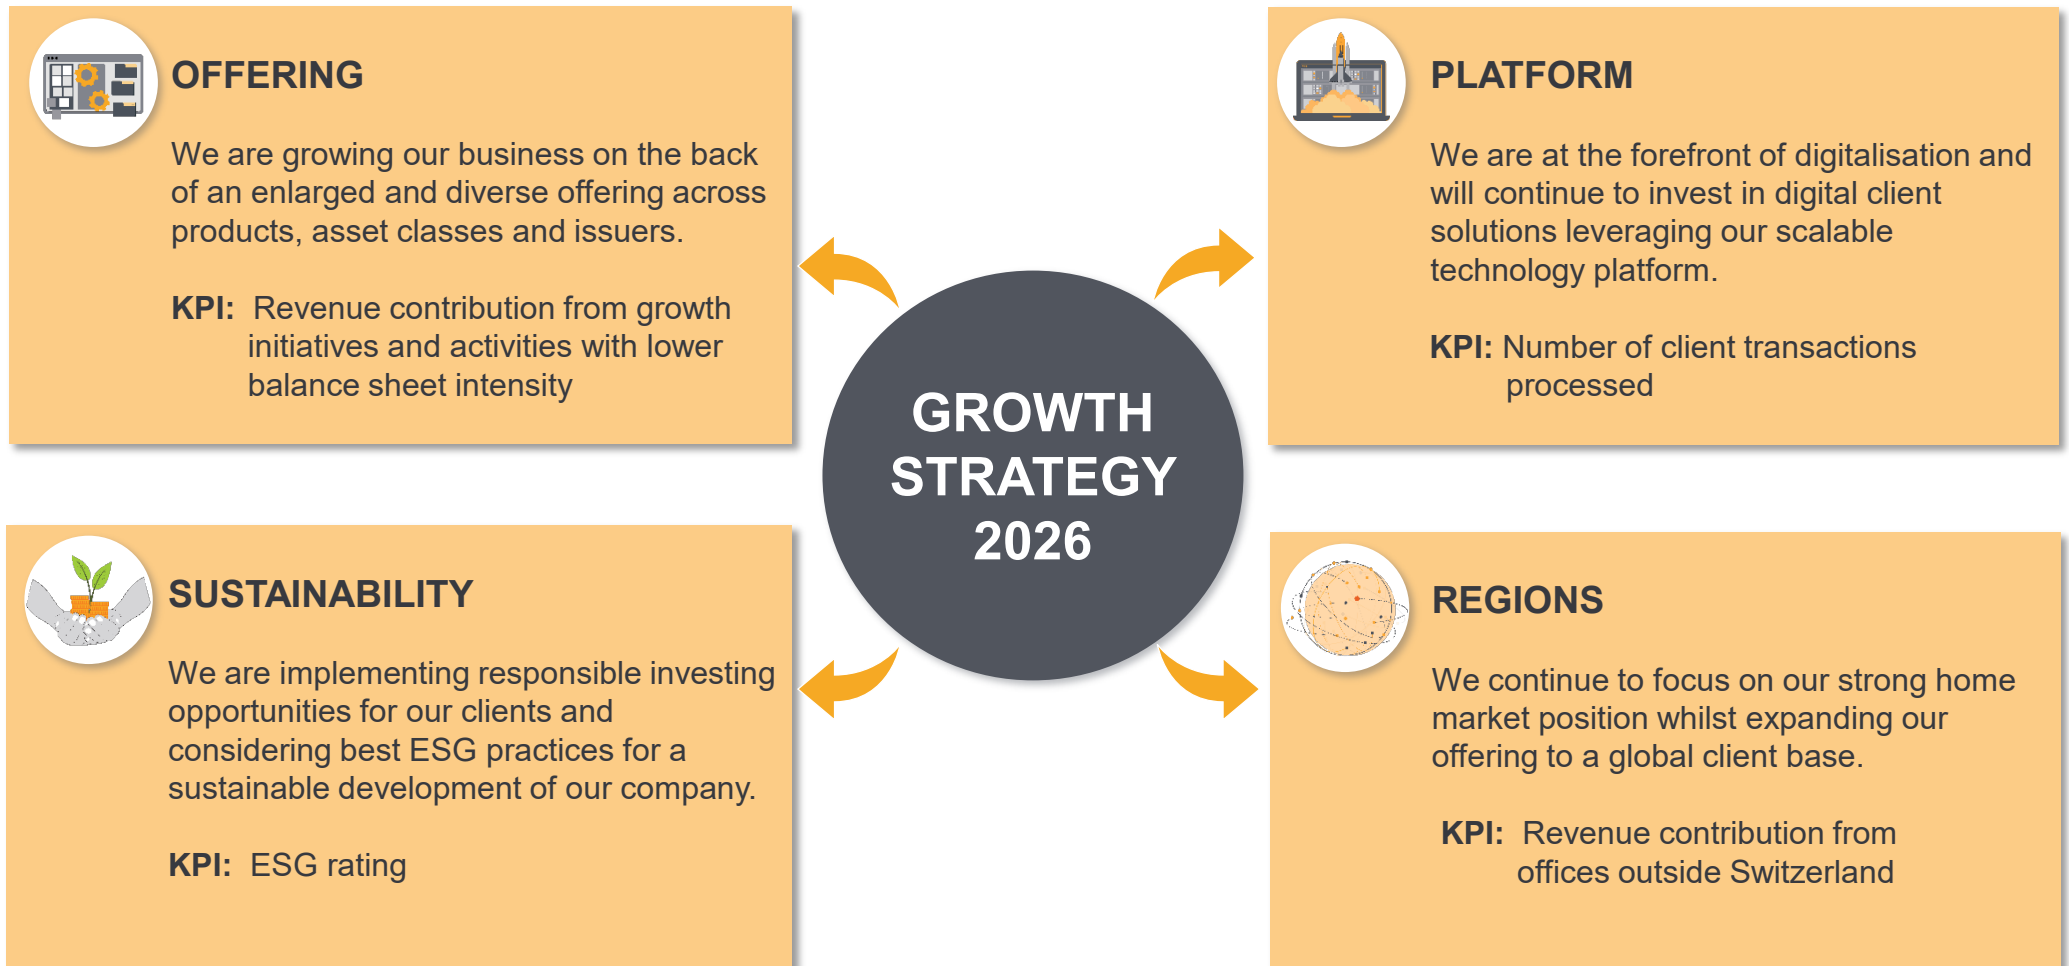 OFFERING
We are growing our business on the back
of an enlarged and diverse offering across
products, asset classes and issuers.
KPI: Revenue contribution from growth
initiatives and activities with lower
balance sheet intensity
PLATFORM
We are at the forefront of digitalisation and
will continue to invest in digital client
solutions leveraging our scalable
technology platform.
KPI: Number of client transactions
processed
GROWTH
STRATEGY
2026
SUSTAINABILITY
We are implementing responsible investing
opportunities for our clients and
considering best ESG practices for a
sustainable development of our company.
KPI: ESG rating
REGIONS
We continue to focus on our strong home
market position whilst expanding our
offering to a global client base.
KPI: Revenue contribution from
offices outside Switzerland